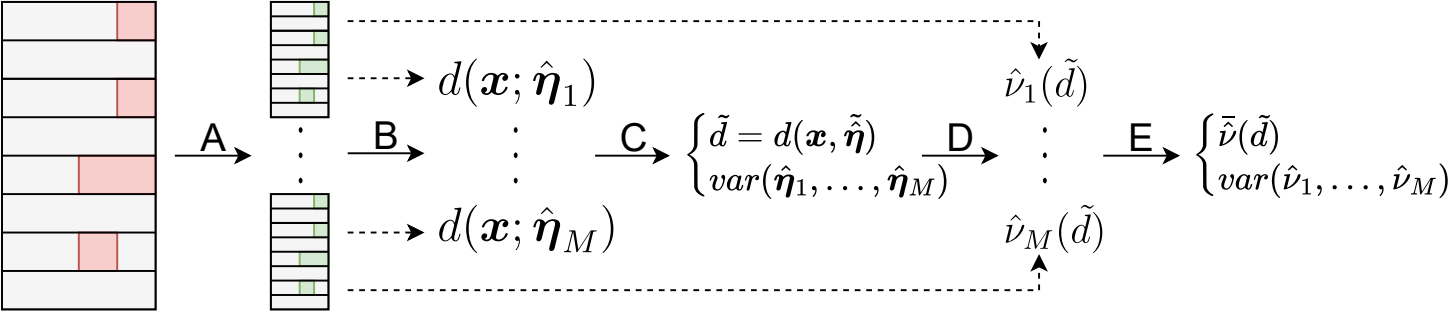 A
B
d(x; η̂₁)
⋮
d(x; η̂_M)
C
d̃ = d(x, η̂̃)
var(η̂₁, …, η̂_M)
D
ν̂₁(d̃)
⋮
ν̂_M(d̃)
E
ν̂̄(d̃)
var(ν̂₁, …, ν̂_M)